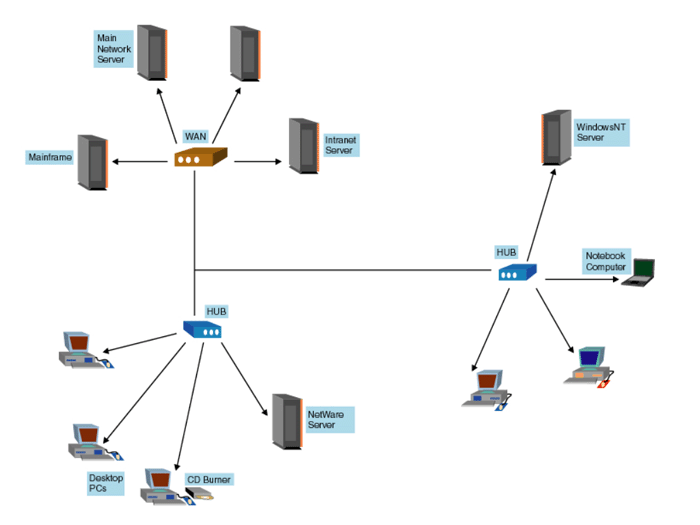 Main
Network
Server
WAN
Mainframe
Intranet
Server
WindowsNT
Server
HUB
Notebook
Computer
HUB
NetWare
Server
Desktop
PCs
CD Burner